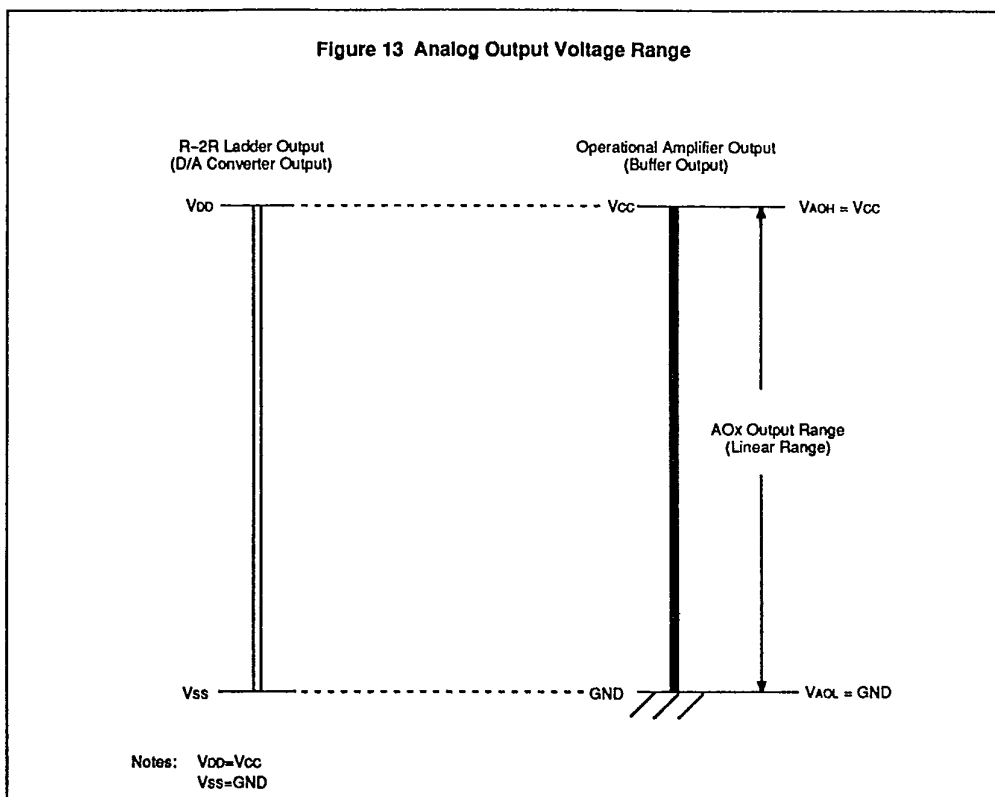 Figure 13 Analog Output Voltage Range
R-2R Ladder Output
(D/A Converter Output)
Operational Amplifier Output
(Buffer Output)
VDD
VCC
VAOH = VCC
AOx Output Range
(Linear Range)
VSS
GND
VAOL = GND
Notes: VDD=VCC
VSS=GND